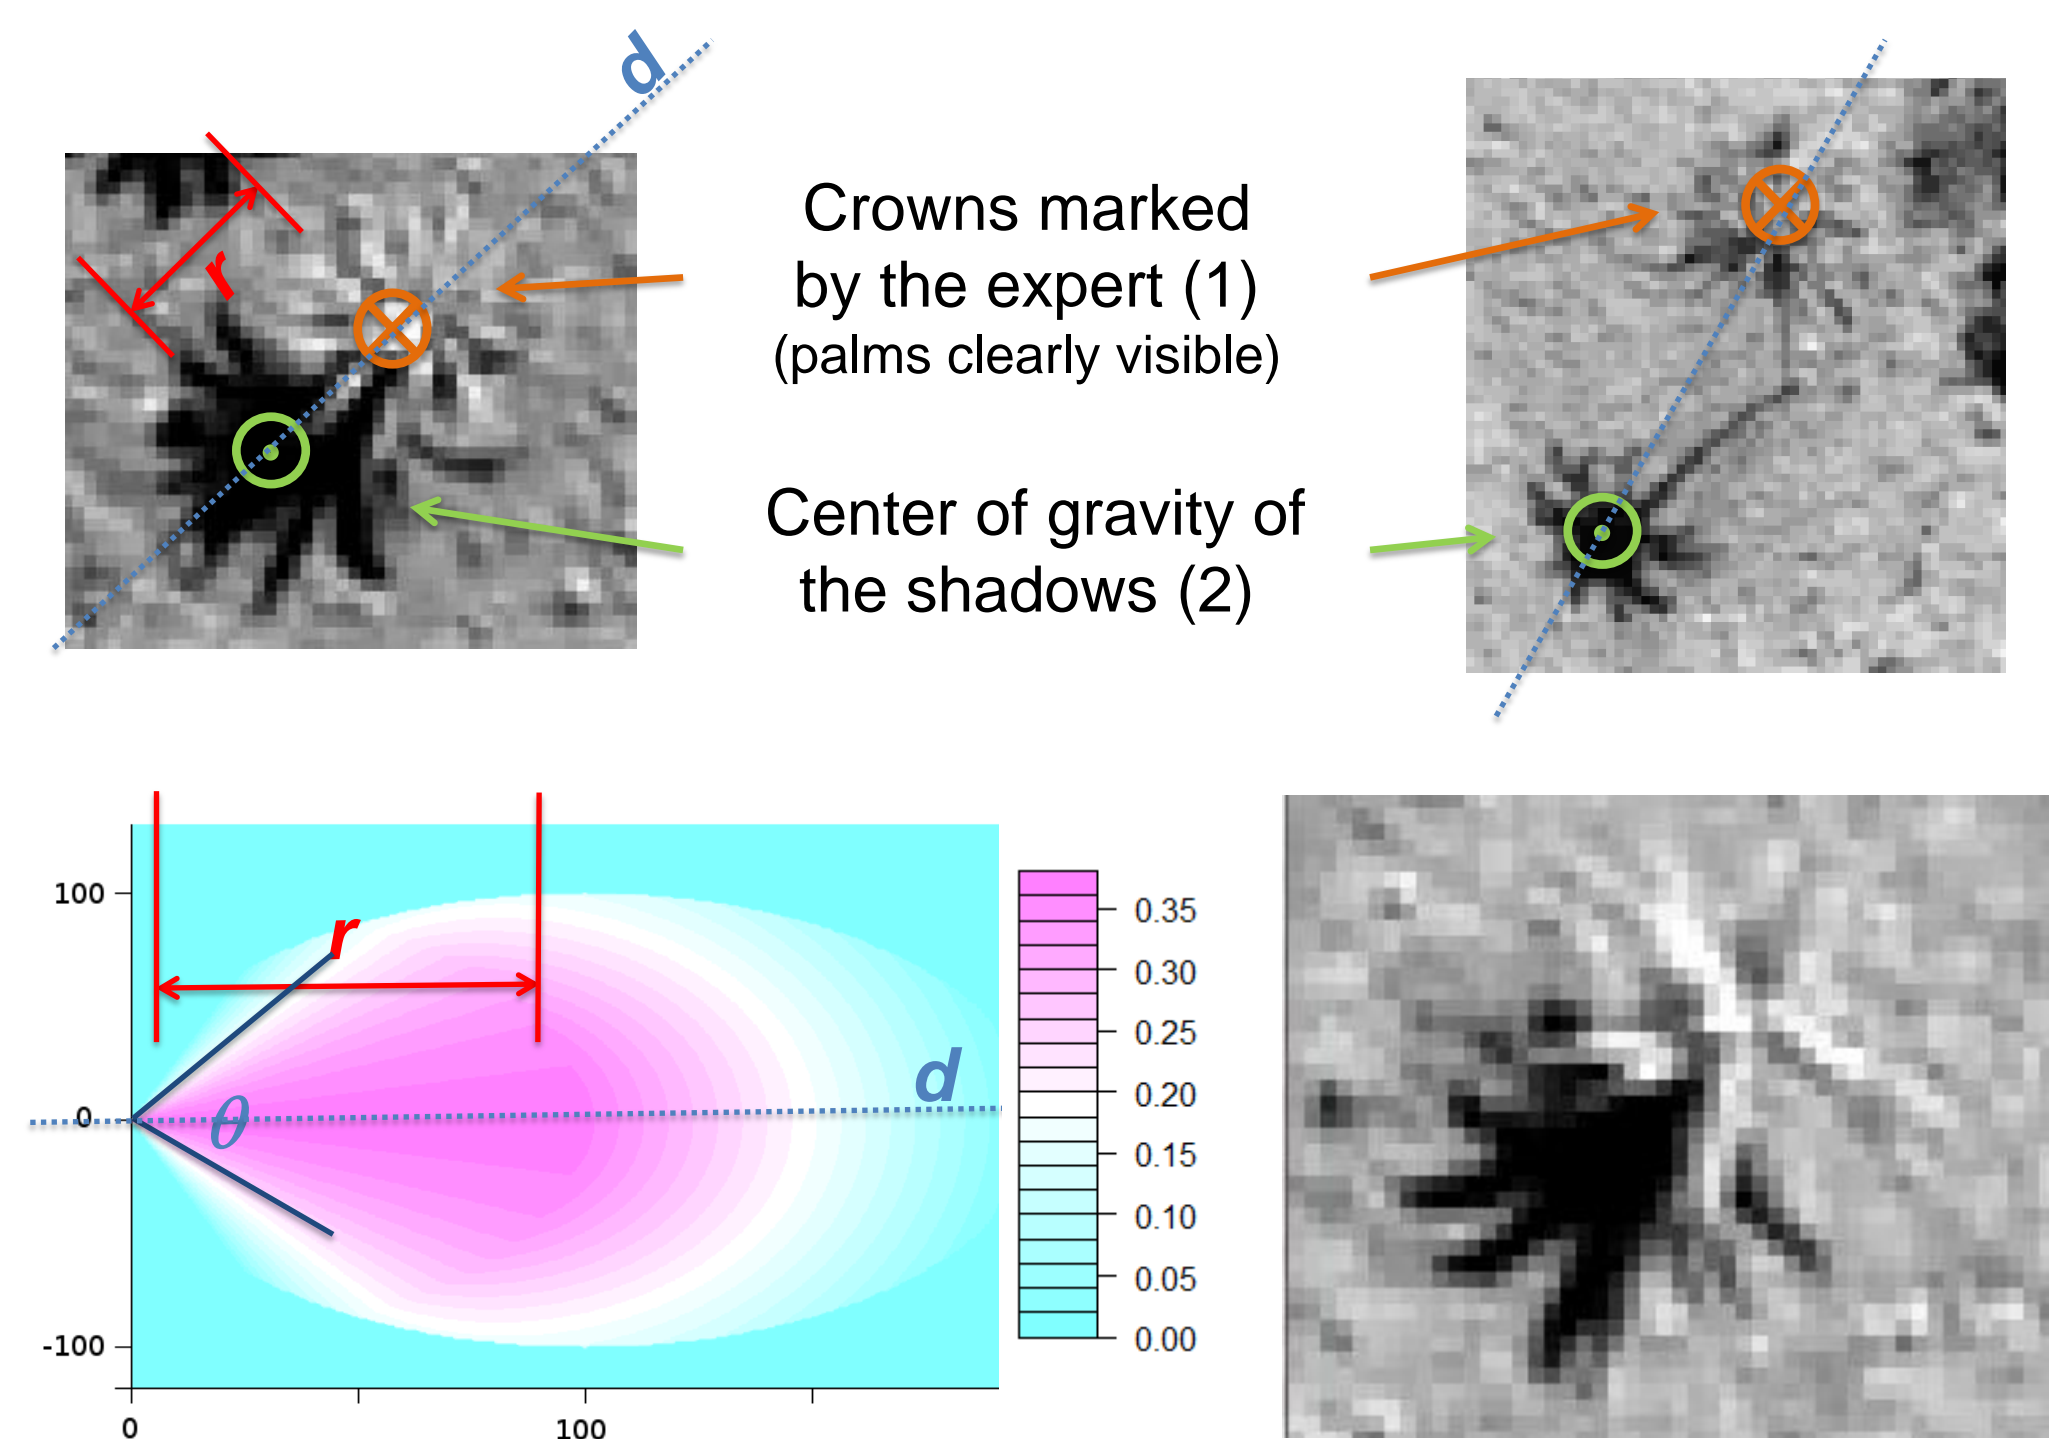 d
r
Crowns marked
by the expert (1)
(palms clearly visible)
Center of gravity of
the shadows (2)
100
0
-100
0
100
r
θ
d
0.35
0.30
0.25
0.20
0.15
0.10
0.05
0.00